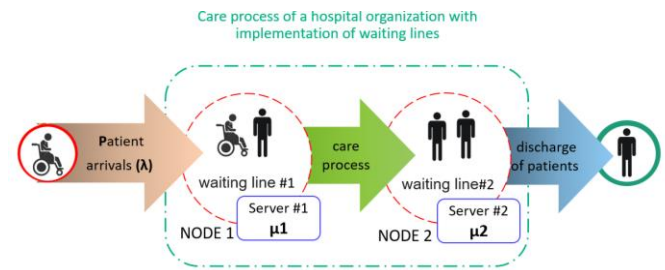 Care process of a hospital organization with
implementation of waiting lines
Patient
arrivals (λ)
waiting line #1
Server #1
μ1
NODE 1
care
process
waiting line#2
Server #2
μ2
NODE 2
discharge
of patients